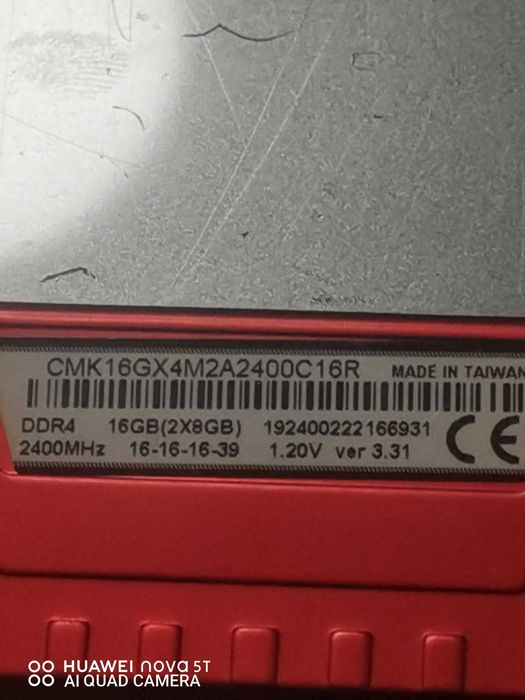 CMK16GX4M2A2400C16R MADE IN TAIWAN
DDR4 16GB(2X8GB) 192400222166931 CE
2400MHz 16-16-16-39 1.20V ver 3.31
HUAWEI nova 5T
AI QUAD CAMERA